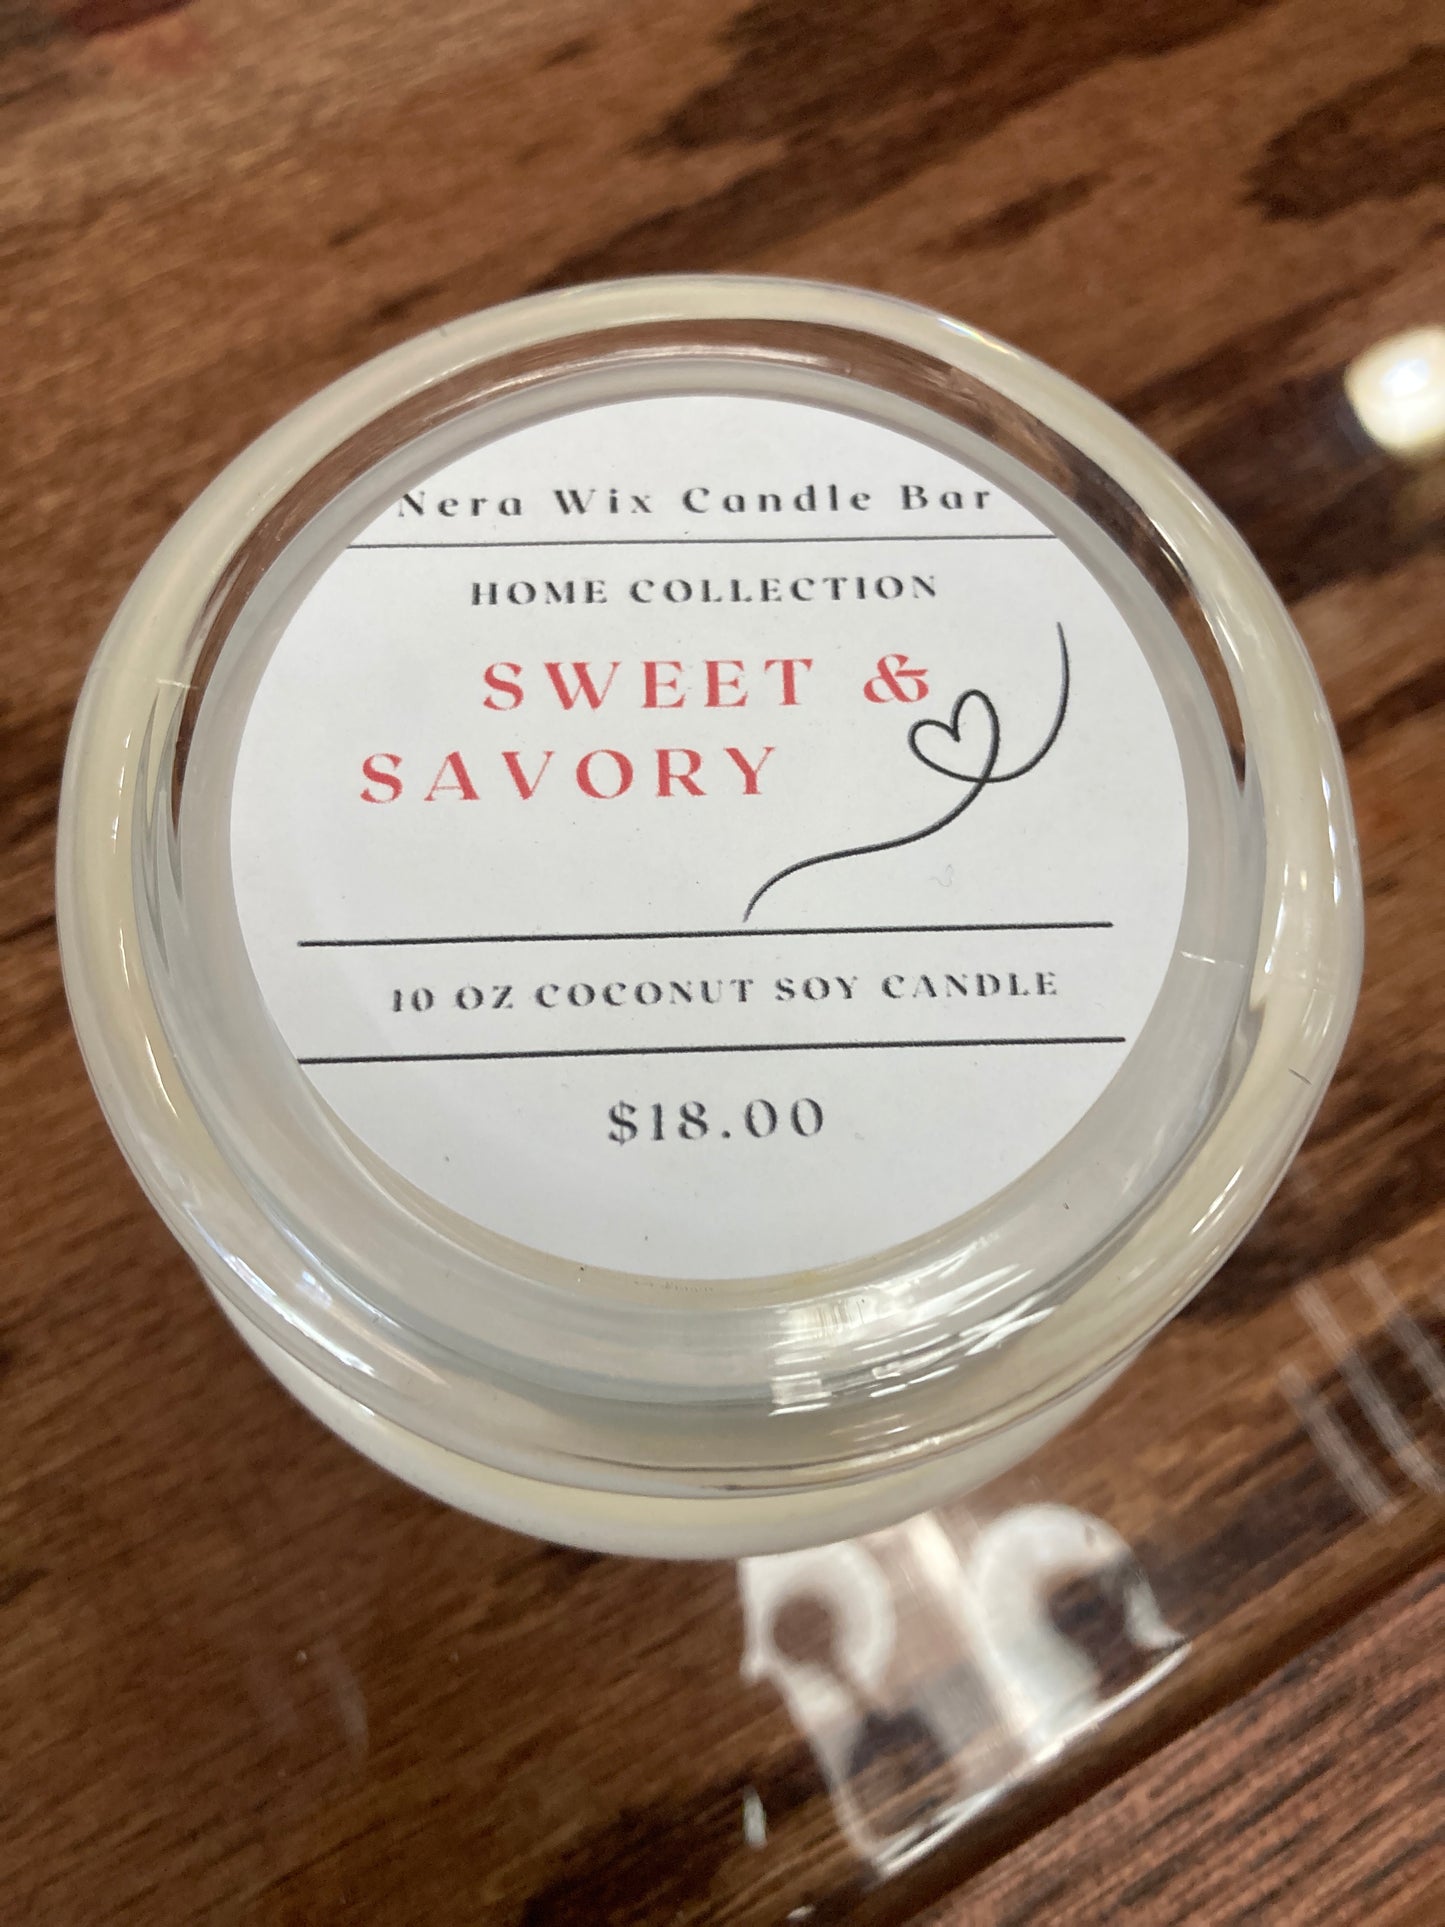 Nera Wix Candle Bar
HOME COLLECTION
SWEET &
SAVORY
10 OZ COCONUT SOY CANDLE
$18.00